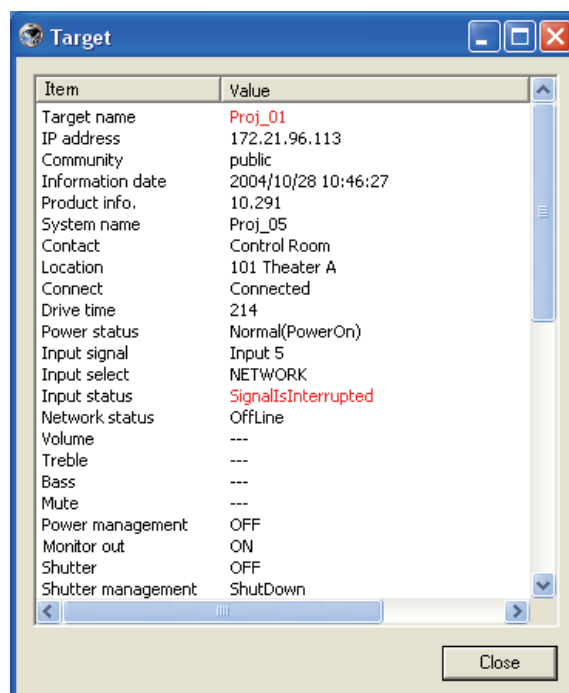 Target
Item Value
Target name Proj_01
IP address 172.21.96.113
Community public
Information date 2004/10/28 10:46:27
Product info. 10.291
System name Proj_05
Contact Control Room
Location 101 Theater A
Connect Connected
Drive time 214
Power status Normal(PowerOn)
Input signal Input 5
Input select NETWORK
Input status SignalIsInterrupted
Network status OffLine
Volume ---
Treble ---
Bass ---
Mute ---
Power management OFF
Monitor out ON
Shutter OFF
Shutter management ShutDown
Close